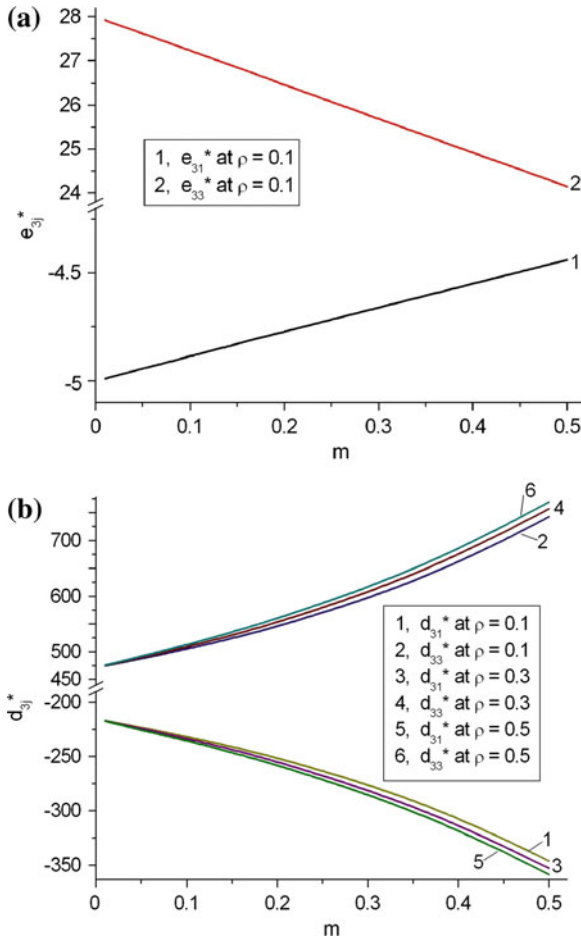 (a)
28
27
26
25
24
e₃ⱼ*
-4.5
-5
1, e₃₁* at ρ = 0.1
2, e₃₃* at ρ = 0.1
2
1
0 0.1 0.2 0.3 0.4 0.5
m
(b)
700
600
500
450
d₃ⱼ*
-200
-250
-300
-350
6
4
2
1, d₃₁* at ρ = 0.1
2, d₃₃* at ρ = 0.1
3, d₃₁* at ρ = 0.3
4, d₃₃* at ρ = 0.3
5, d₃₁* at ρ = 0.5
6, d₃₃* at ρ = 0.5
1
5
3
0 0.1 0.2 0.3 0.4 0.5
m